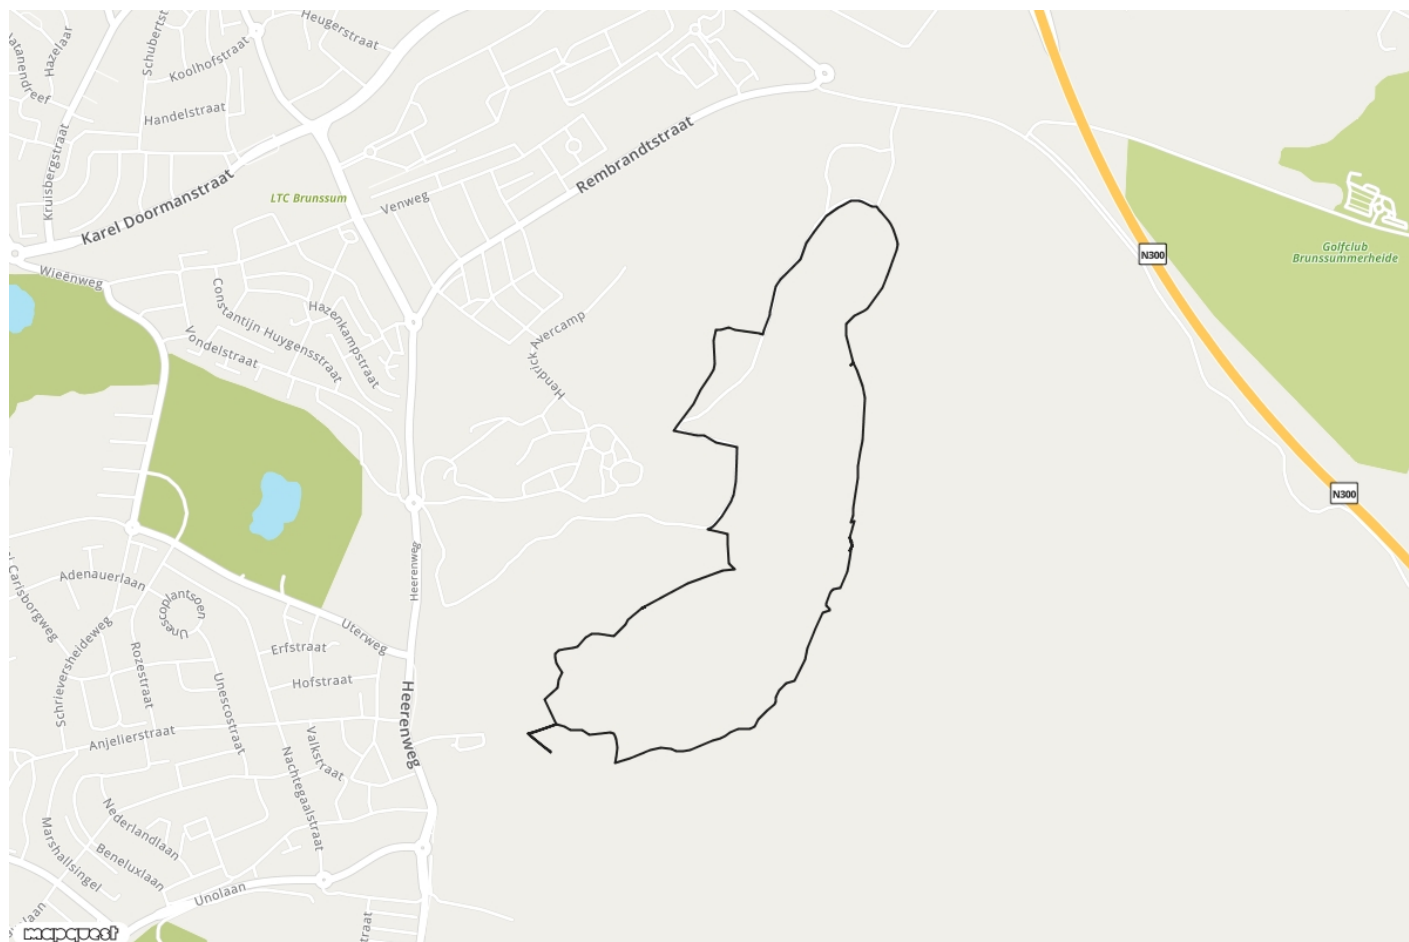 Heugerstraat
Schubertst
Hazelaar
Koolhofstraat
Handelstraat
Kruisbergstraat
Karel Doormanstraat
LTC Brunssum
Venweg
Rembrandtstraat
Wieënweg
N300
Golfclub
Brunssummerheide
Constantijn Huygensstraat
Hazenkampstraat
Vondelstraat
Hendrick Avercamp
N300
Heerenweg
Adenauerlaan
Carlsborgweg
Unescoplantsoen
Schrieversheideweg
Rozestraat
Uterweg
Erfstraat
Hofstraat
Unescostraat
Heerenweg
Anjelierstraat
Valkstraat
Nachtegaalstraat
Nederlandlaan
Marshallsingel
Beneluxlaan
Unolaan
mapquest